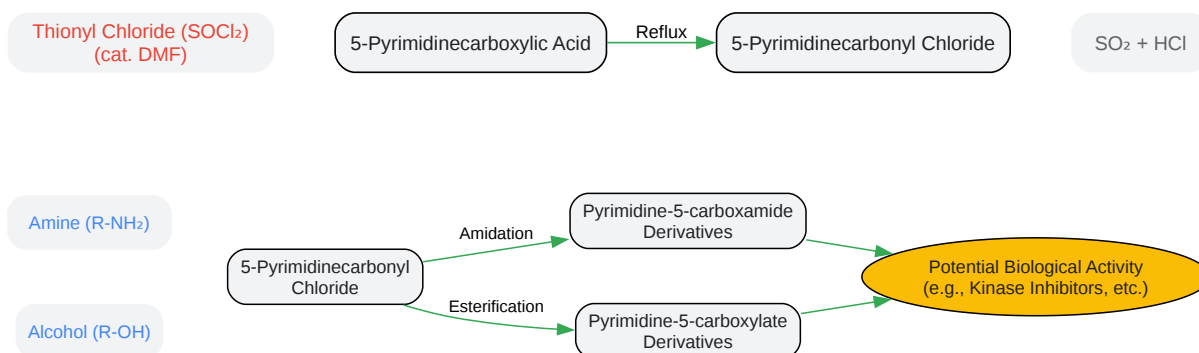 Thionyl Chloride (SOCl₂)
(cat. DMF)
5-Pyrimidinecarboxylic Acid
Reflux
5-Pyrimidinecarbonyl Chloride
SO₂ + HCl
Amine (R-NH₂)
Alcohol (R-OH)
5-Pyrimidinecarbonyl
Chloride
Amidation
Esterification
Pyrimidine-5-carboxamide
Derivatives
Pyrimidine-5-carboxylate
Derivatives
Potential Biological Activity
(e.g., Kinase Inhibitors, etc.)